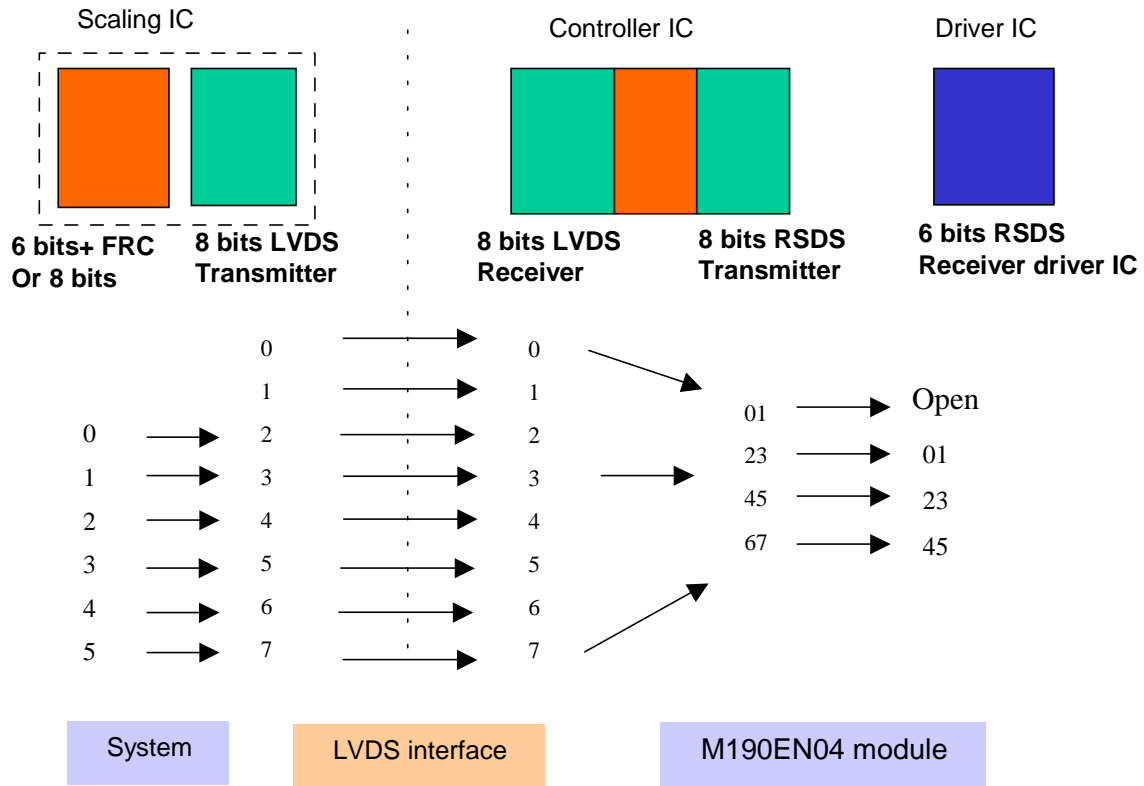 Scaling IC
Controller IC
Driver IC
6 bits+ FRC
Or 8 bits
8 bits LVDS
Transmitter
8 bits LVDS
Receiver
8 bits RSDS
Transmitter
6 bits RSDS
Receiver driver IC
0
1
2
3
4
5
0
1
2
3
4
5
6
7
0
1
2
3
4
5
6
7
01
23
45
67
Open
01
23
45
System
LVDS interface
M190EN04 module